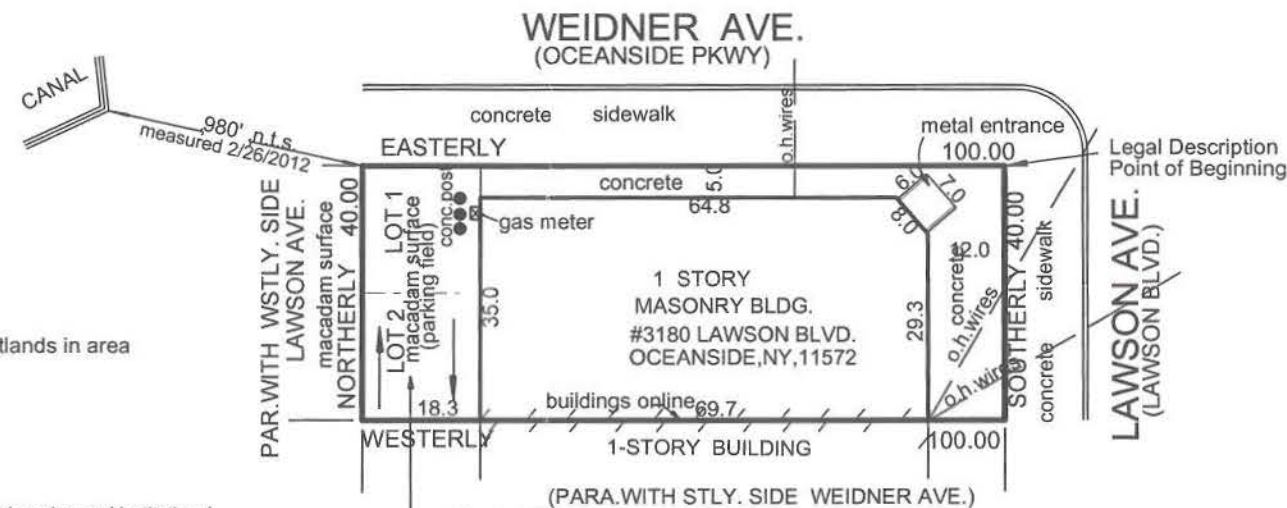 WEIDNER AVE.
(OCEANSIDE PKWY)
CANAL
980' n.t.s.
measured 2/26/2012
concrete sidewalk
o.h.wires
metal entrance
EASTERLY
100.00
Legal Description
Point of Beginning
PAR.WITH WSTLY. SIDE
LAWSON AVE.
macadam surface
NORTHERLY 40.00
LOT 2 LOT 1
macadam surface
(parking field)
conc.post
gas meter
concrete
5.0
64.8
6.0
7.0
8.0
12.0
35.0
1 STORY
MASONRY BLDG.
#3180 LAWSON BLVD.
OCEANSIDE,NY,11572
29.3
concrete
o.h.wires
o.h.wires
SOUTHERLY 40.00
concrete sidewalk
LAWSON AVE.
(LAWSON BLVD.)
tlands in area
18.3
buildings online
69.7
WESTERLY
1-STORY BUILDING
100.00
(PARA.WITH STLY. SIDE WEIDNER AVE.)